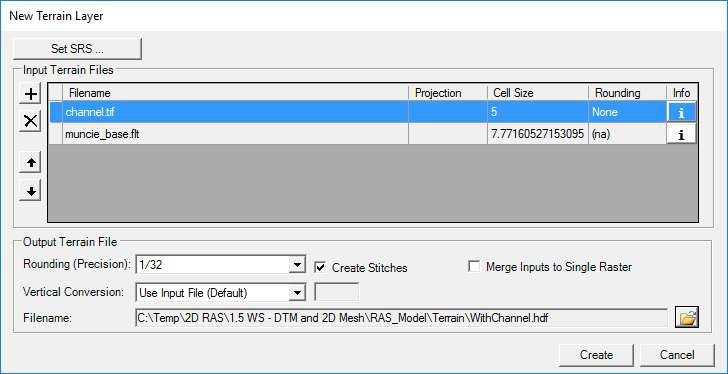 New Terrain Layer
Set SRS ...
Input Terrain Files
Filename Projection Cell Size Rounding Info
channel.tif 5 None i
muncie_base.flt 7.77160527153095 (na) i
Output Terrain File
Rounding (Precision): 1/32 Create Stitches Merge Inputs to Single Raster
Vertical Conversion: Use Input File (Default)
Filename: C:\Temp\2D RAS\1.5 WS - DTM and 2D Mesh\RAS_Model\Terrain\WithChannel.hdf
Create Cancel